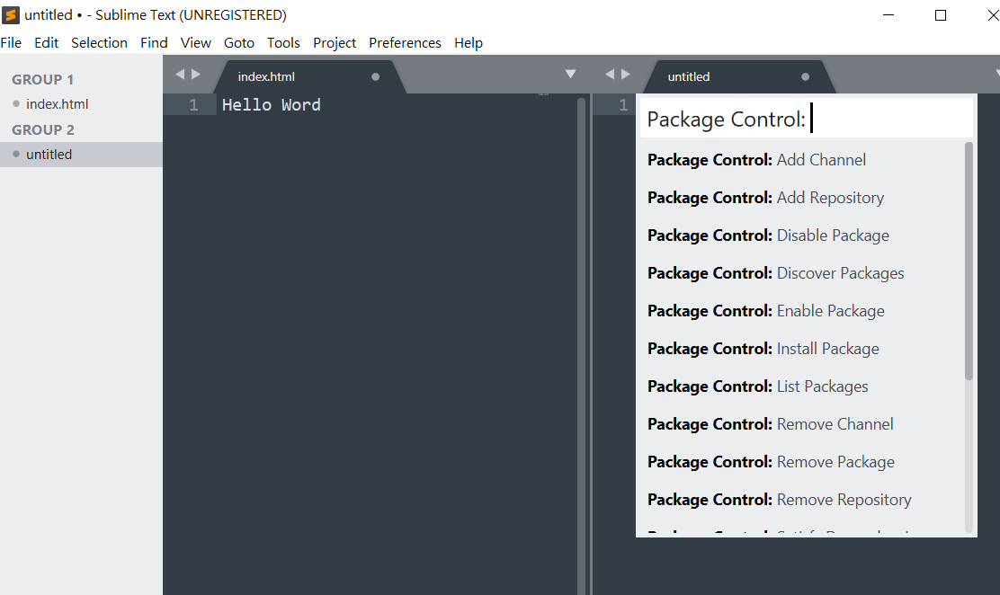 untitled • - Sublime Text (UNREGISTERED)
File Edit Selection Find View Goto Tools Project Preferences Help
GROUP 1
index.html
GROUP 2
untitled
index.html
1 Hello Word
untitled
1
Package Control:
Package Control: Add Channel
Package Control: Add Repository
Package Control: Disable Package
Package Control: Discover Packages
Package Control: Enable Package
Package Control: Install Package
Package Control: List Packages
Package Control: Remove Channel
Package Control: Remove Package
Package Control: Remove Repository